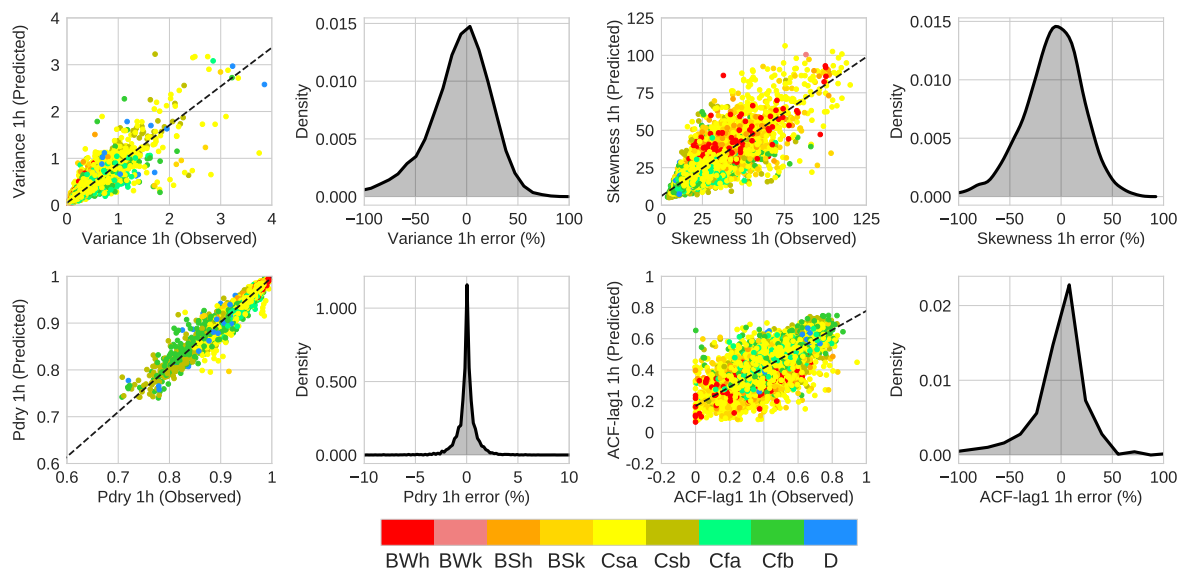 4
3
2
1
0
0 1 2 3 4
Variance 1h (Predicted)
Variance 1h (Observed)
0.015
0.010
0.005
0.000
−100 −50 0 50 100
Density
Variance 1h error (%)
125
100
75
50
25
0
0 25 50 75 100 125
Skewness 1h (Predicted)
Skewness 1h (Observed)
0.015
0.010
0.005
0.000
−100 −50 0 50 100
Density
Skewness 1h error (%)
1
0.9
0.8
0.7
0.6
0.6 0.7 0.8 0.9 1
Pdry 1h (Predicted)
Pdry 1h (Observed)
1.000
0.500
0.000
−10 −5 0 5 10
Density
Pdry 1h error (%)
1
0.8
0.6
0.4
0.2
0
-0.2
-0.2 0 0.2 0.4 0.6 0.8 1
ACF-lag1 1h (Predicted)
ACF-lag1 1h (Observed)
0.02
0.01
0.00
−100 −50 0 50 100
Density
ACF-lag1 1h error (%)
BWh BWk BSh BSk Csa Csb Cfa Cfb D